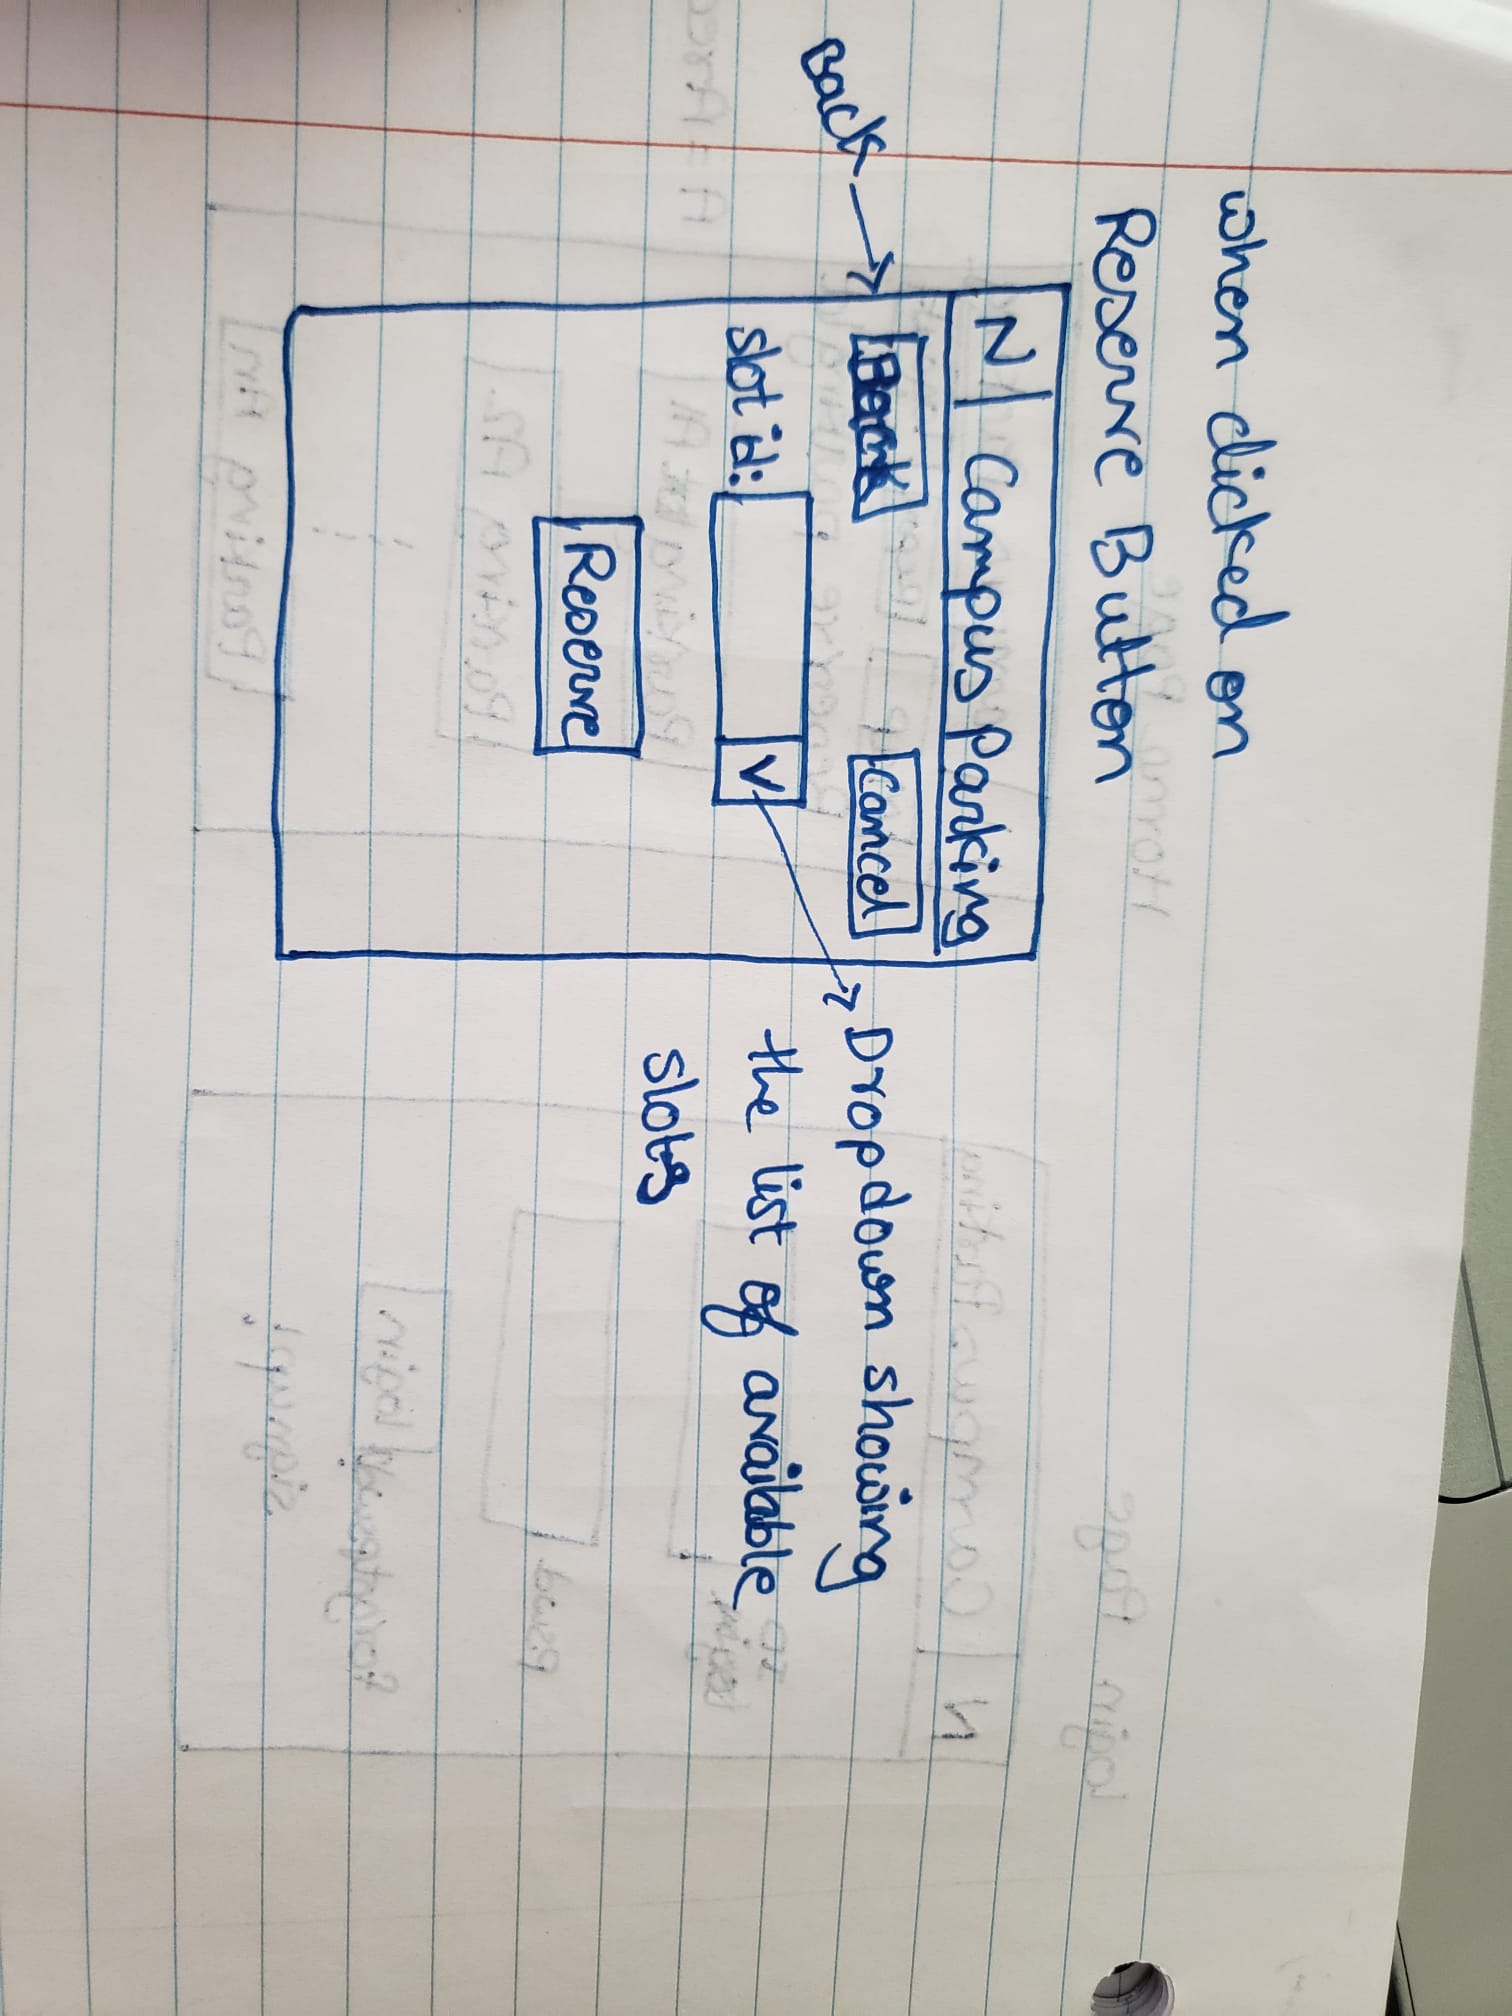 when clicked on
Reserve Button
N Campus Parking
Back
Back Cancel
slot id: V
Dropdown showing
the list of available
slots
Reserve